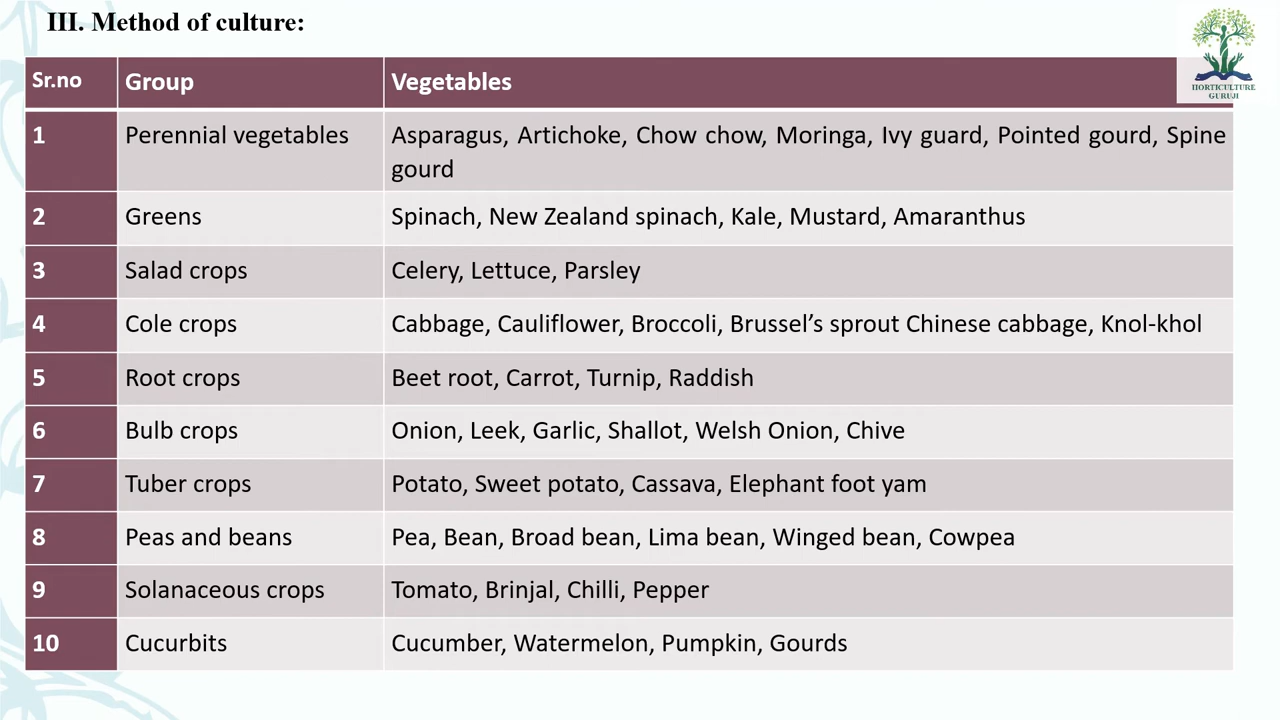 III. Method of culture:
HORTICULTURE
GURUJI
Sr.no Group Vegetables
1 Perennial vegetables Asparagus, Artichoke, Chow chow, Moringa, Ivy guard, Pointed gourd, Spine
gourd
2 Greens Spinach, New Zealand spinach, Kale, Mustard, Amaranthus
3 Salad crops Celery, Lettuce, Parsley
4 Cole crops Cabbage, Cauliflower, Broccoli, Brussel’s sprout Chinese cabbage, Knol-khol
5 Root crops Beet root, Carrot, Turnip, Raddish
6 Bulb crops Onion, Leek, Garlic, Shallot, Welsh Onion, Chive
7 Tuber crops Potato, Sweet potato, Cassava, Elephant foot yam
8 Peas and beans Pea, Bean, Broad bean, Lima bean, Winged bean, Cowpea
9 Solanaceous crops Tomato, Brinjal, Chilli, Pepper
10 Cucurbits Cucumber, Watermelon, Pumpkin, Gourds